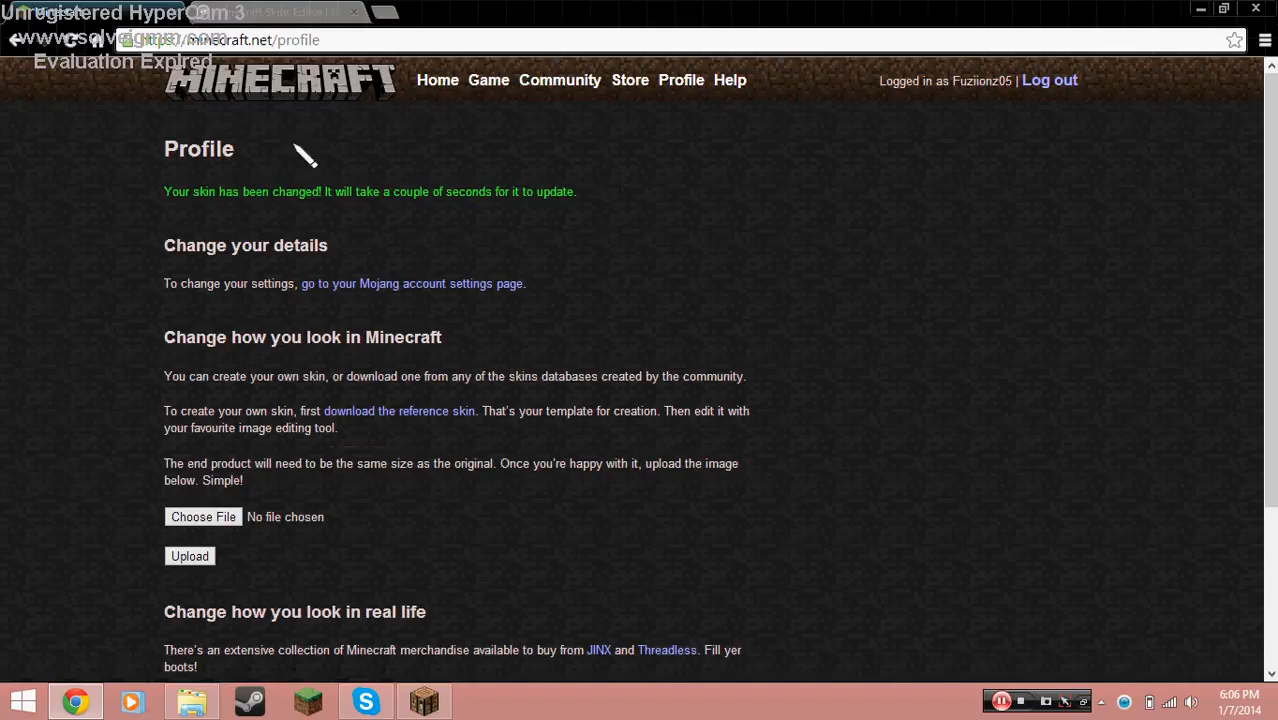 Unregistered HyperCam 3
Minecraft Skins Editor
www.solveigmm.com
https://minecraft.net/profile
Evaluation Expired
MINECRAFT
Home Game Community Store Profile Help
Logged in as Fuziionz05 | Log out
Profile
Your skin has been changed! It will take a couple of seconds for it to update.
Change your details
To change your settings, go to your Mojang account settings page.
Change how you look in Minecraft
You can create your own skin, or download one from any of the skins databases created by the community.
To create your own skin, first download the reference skin. That's your template for creation. Then edit it with
your favourite image editing tool.
The end product will need to be the same size as the original. Once you're happy with it, upload the image
below. Simple!
Choose File No file chosen
Upload
Change how you look in real life
There's an extensive collection of Minecraft merchandise available to buy from JINX and Threadless. Fill yer
boots!
6:06 PM
1/7/2014